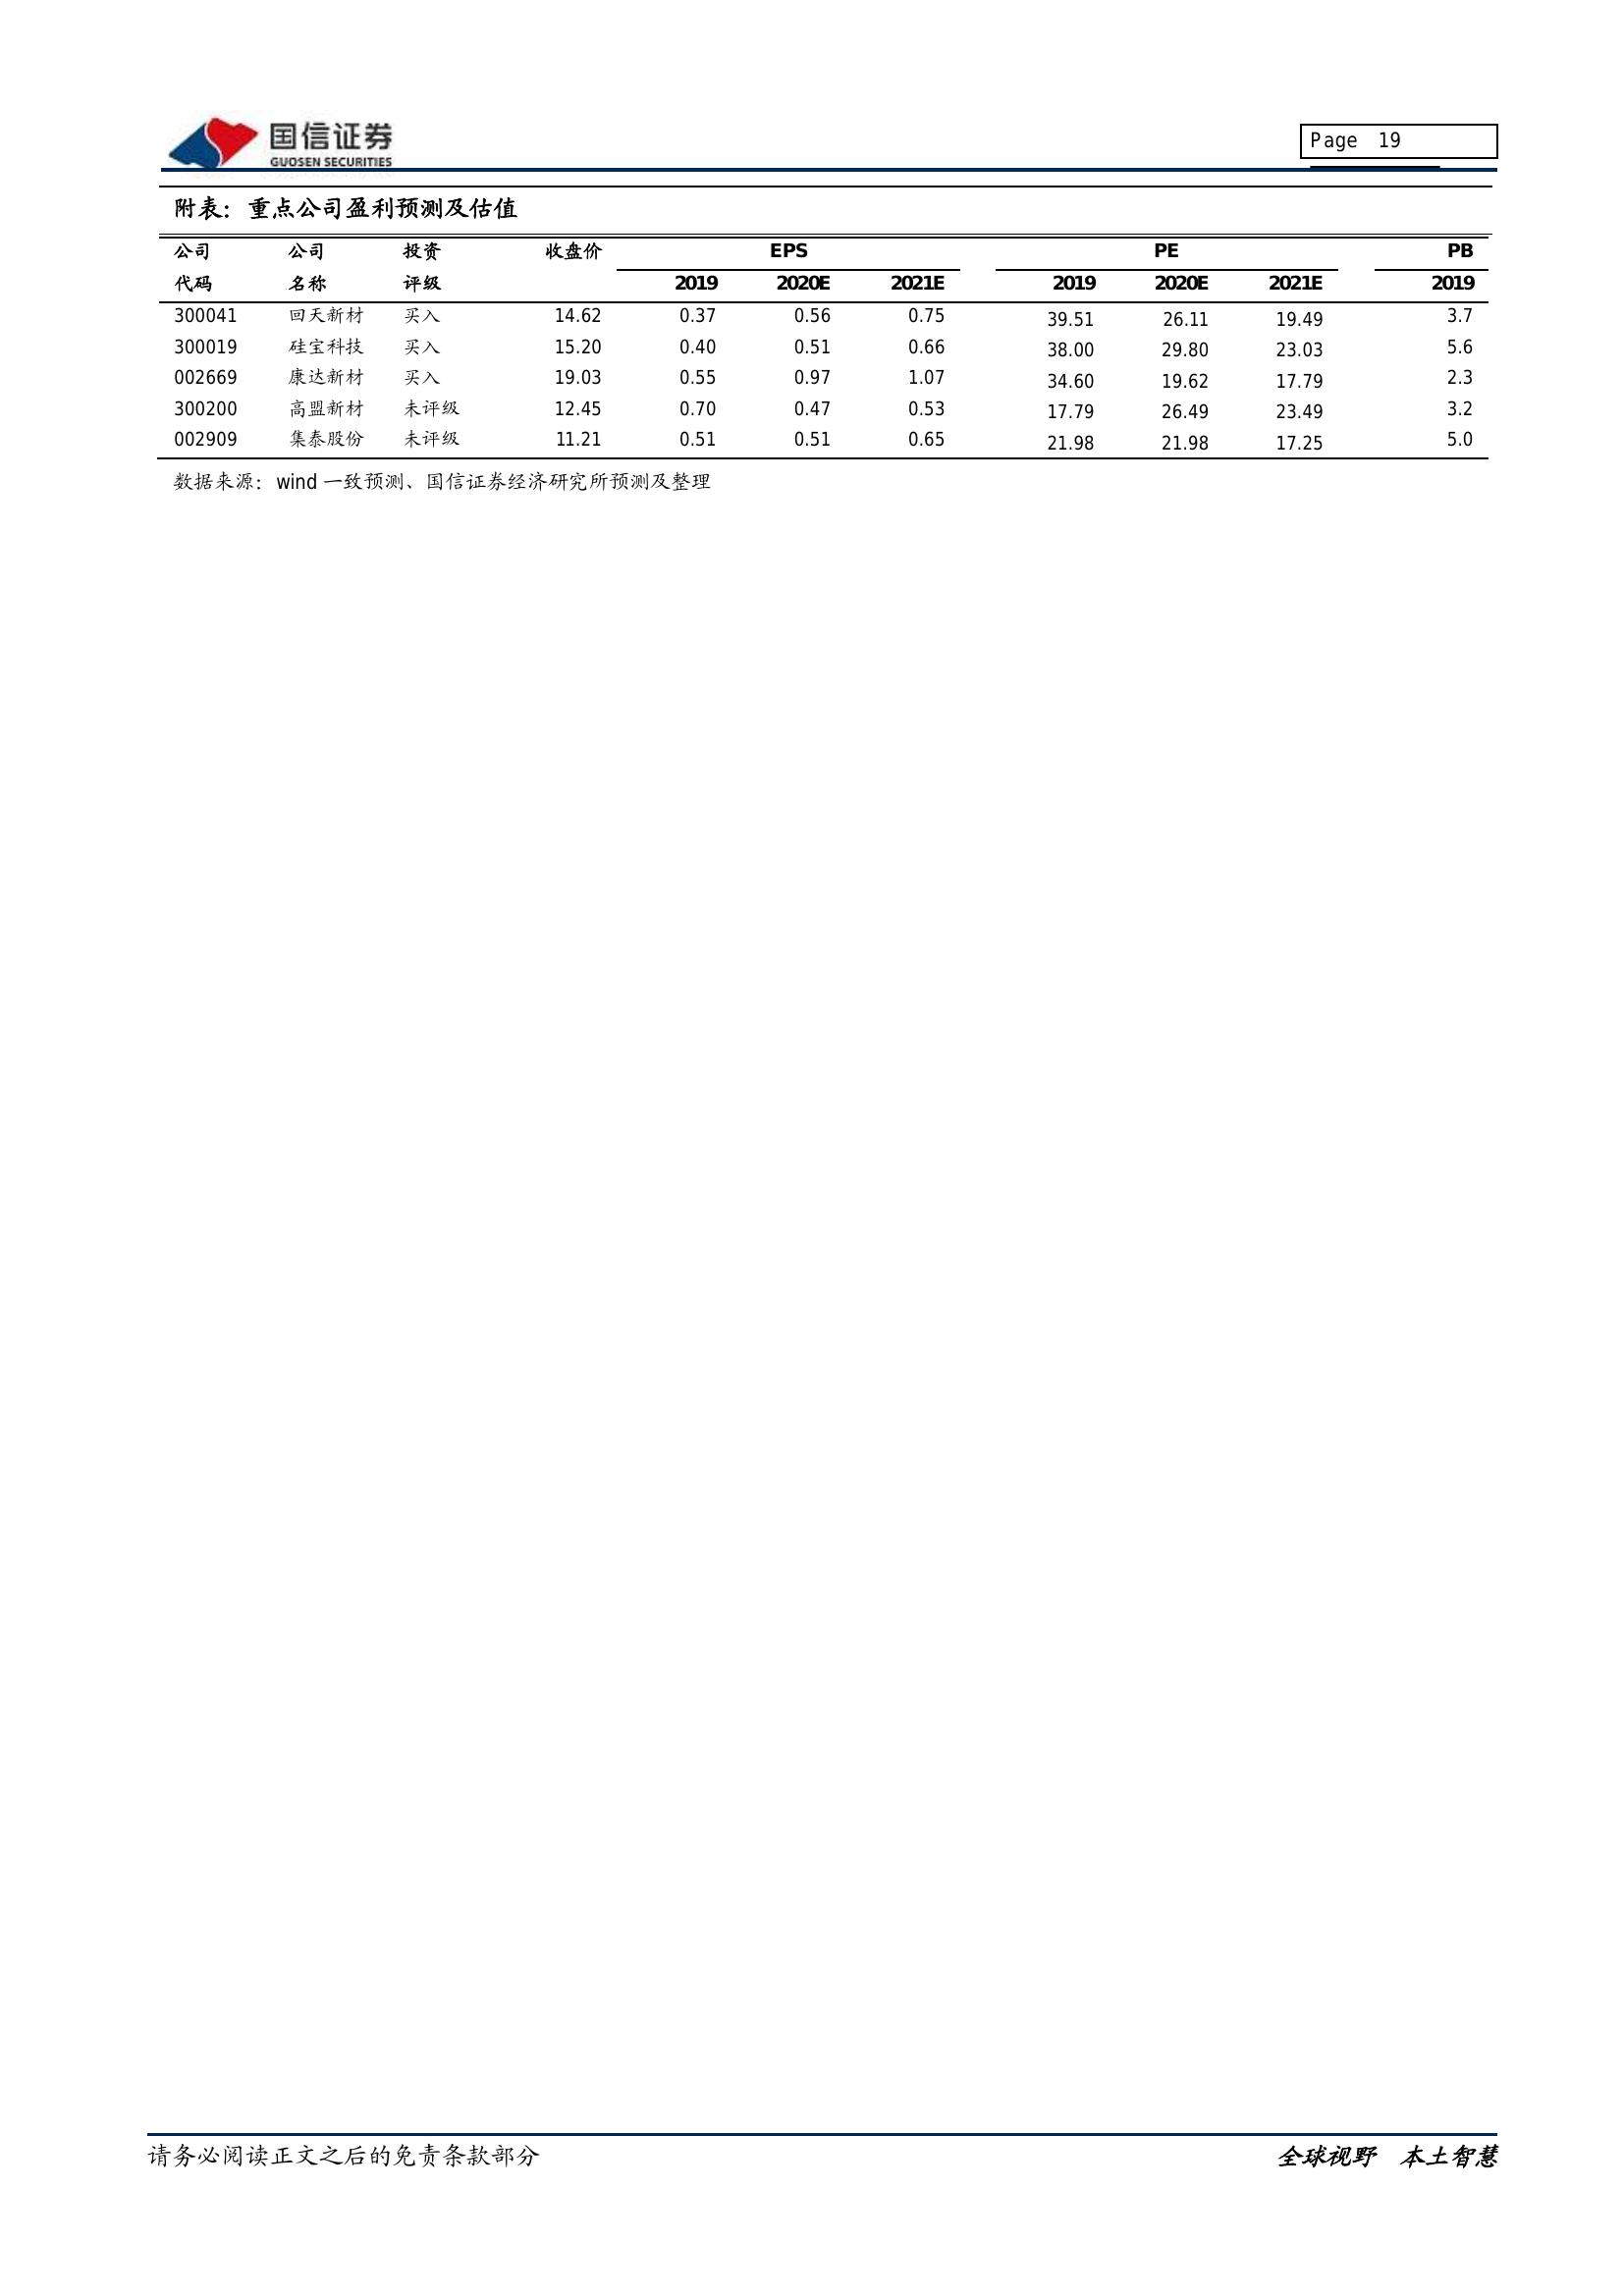 国信证券
GUOSEN SECURITIES
Page 19
附表：重点公司盈利预测及估值
公司 公司 投资 收盘价 EPS PE PB
代码 名称 评级 2019 2020E 2021E 2019 2020E 2021E 2019
300041 回天新材 买入 14.62 0.37 0.56 0.75 39.51 26.11 19.49 3.7
300019 硅宝科技 买入 15.20 0.40 0.51 0.66 38.00 29.80 23.03 5.6
002669 康达新材 买入 19.03 0.55 0.97 1.07 34.60 19.62 17.79 2.3
300200 高盟新材 未评级 12.45 0.70 0.47 0.53 17.79 26.49 23.49 3.2
002909 集泰股份 未评级 11.21 0.51 0.51 0.65 21.98 21.98 17.25 5.0
数据来源：wind 一致预测、国信证券经济研究所预测及整理
请务必阅读正文之后的免责条款部分
全球视野 本土智慧